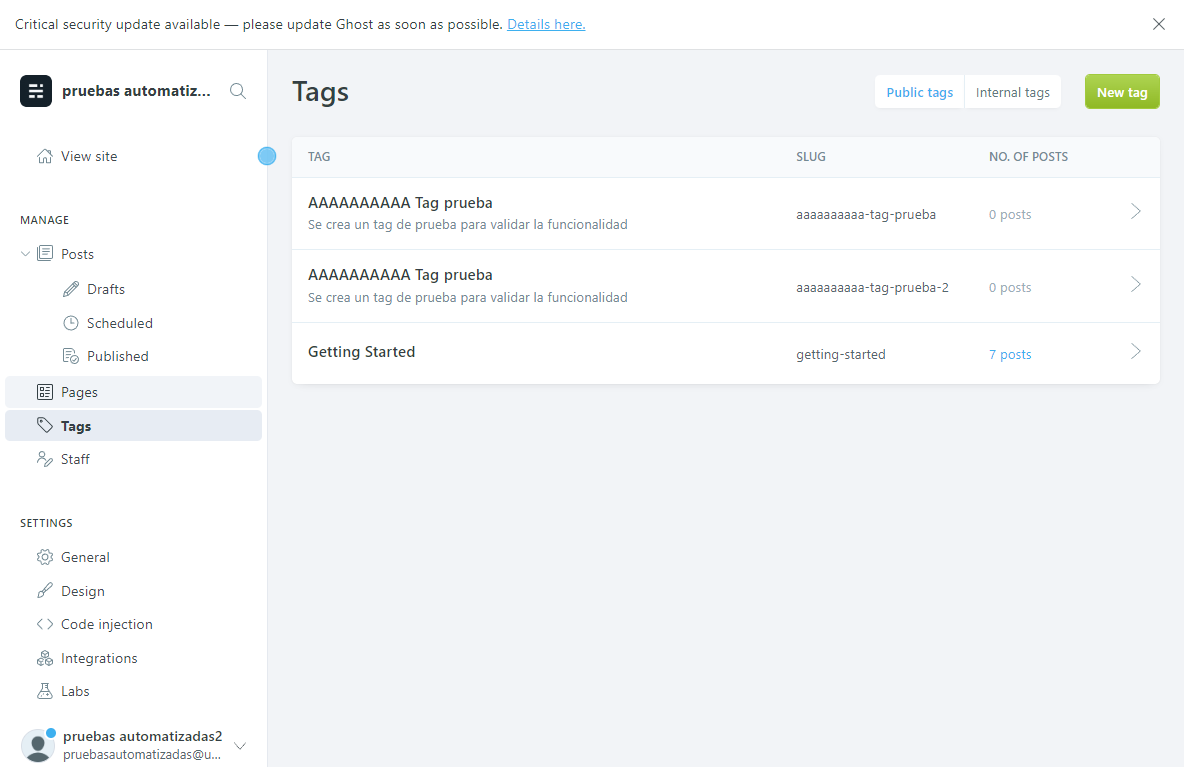 Critical security update available — please update Ghost as soon as possible. Details here.
pruebas automatiz...
View site
MANAGE
Posts
Drafts
Scheduled
Published
Pages
Tags
Staff
SETTINGS
General
Design
Code injection
Integrations
Labs
pruebas automatizadas2
pruebasautomatizadas@u...
Tags
Public tags Internal tags New tag
TAG SLUG NO. OF POSTS
AAAAAAAAAA Tag prueba
Se crea un tag de prueba para validar la funcionalidad
aaaaaaaaaa-tag-prueba 0 posts
AAAAAAAAAA Tag prueba
Se crea un tag de prueba para validar la funcionalidad
aaaaaaaaaa-tag-prueba-2 0 posts
Getting Started getting-started 7 posts